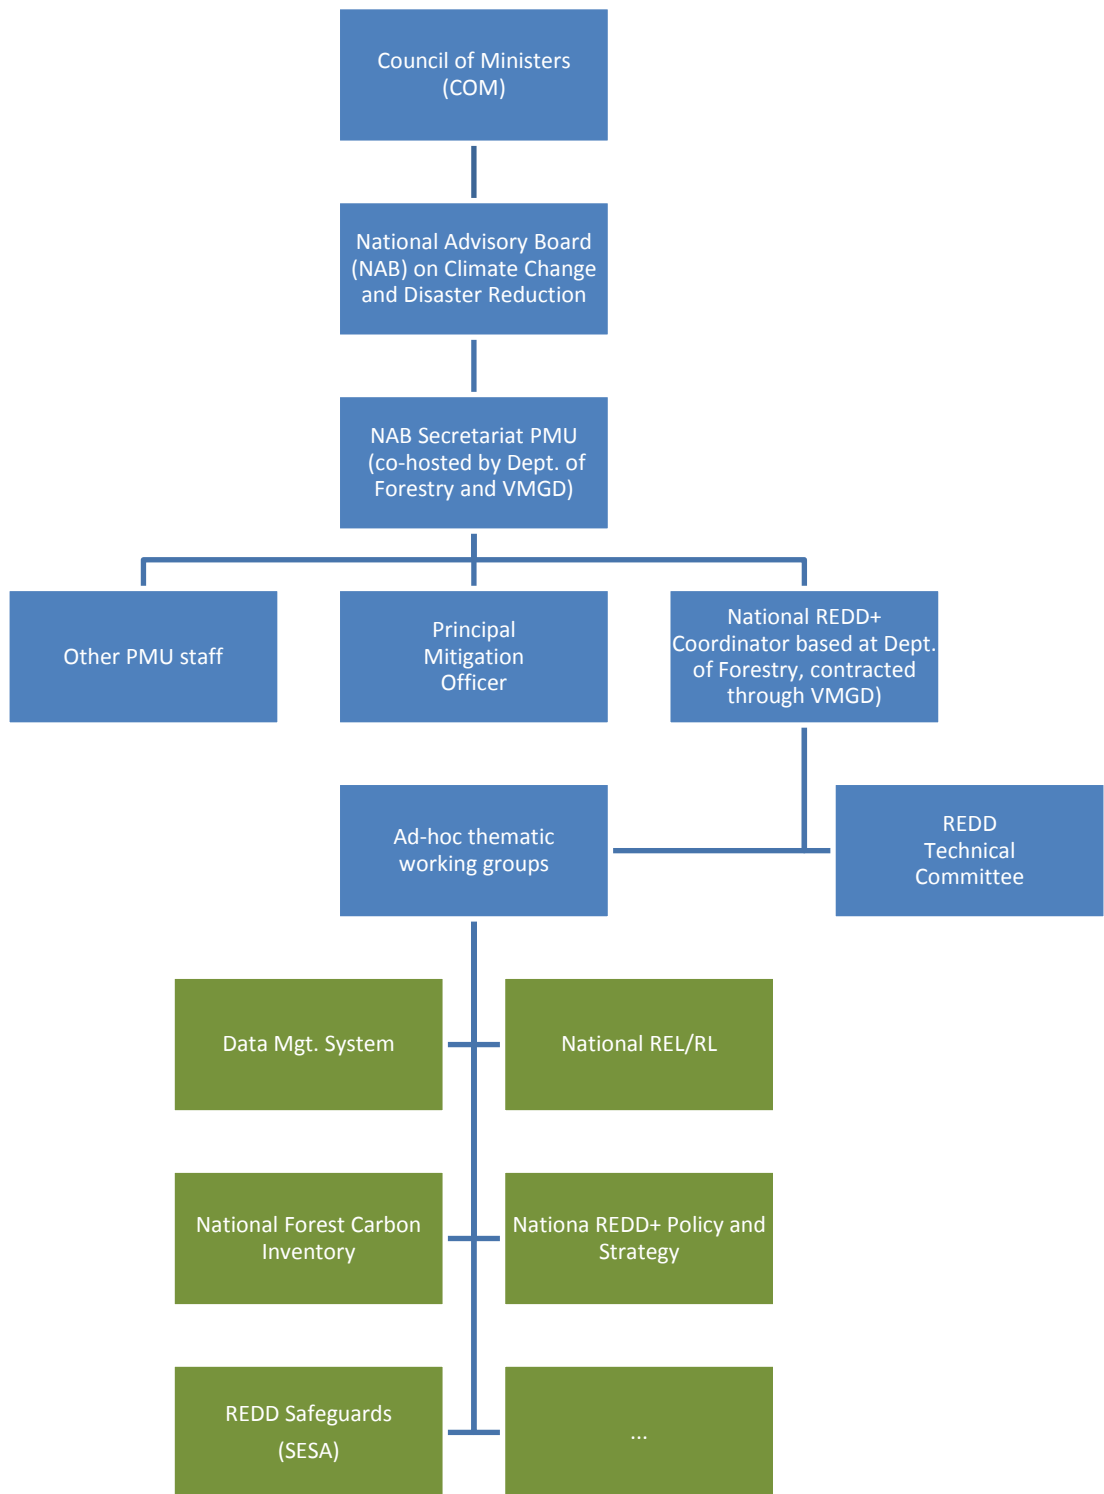 Council of Ministers
(COM)
National Advisory Board
(NAB) on Climate Change
and Disaster Reduction
NAB Secretariat PMU
(co-hosted by Dept. of
Forestry and VMGD)
Other PMU staff
Principal
Mitigation
Officer
National REDD+
Coordinator based at Dept.
of Forestry, contracted
through VMGD)
Ad-hoc thematic
working groups
REDD
Technical
Committee
Data Mgt. System
National REL/RL
National Forest Carbon
Inventory
Nationa REDD+ Policy and
Strategy
REDD Safeguards
(SESA)
...